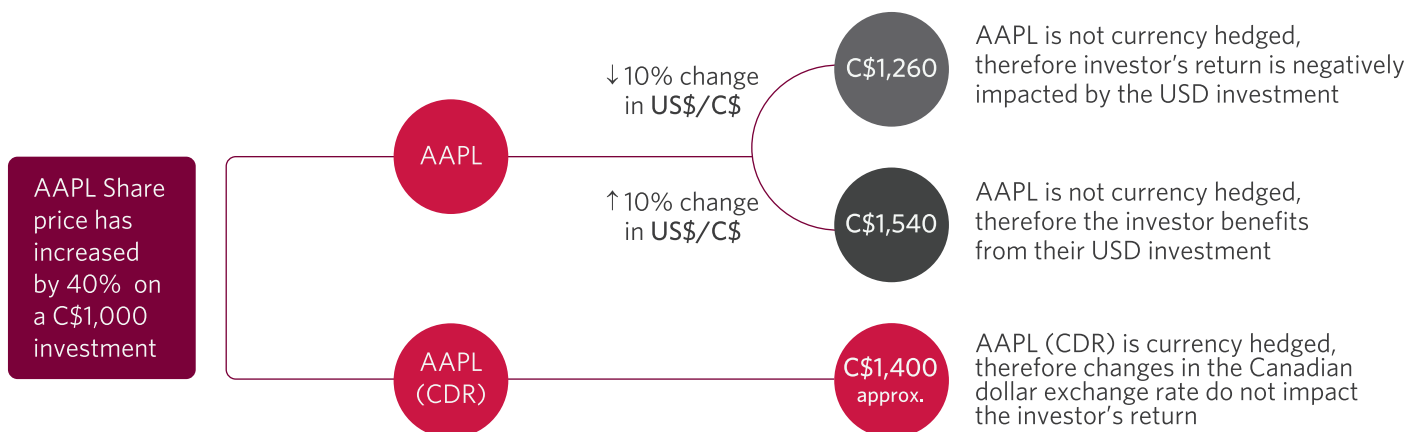 AAPL Share
price has
increased
by 40% on
a C$1,000
investment
AAPL
↓10% change
in US$/C$
C$1,260
AAPL is not currency hedged,
therefore investor's return is negatively
impacted by the USD investment
↑10% change
in US$/C$
C$1,540
AAPL is not currency hedged,
therefore the investor benefits
from their USD investment
AAPL
(CDR)
C$1,400
approx.
AAPL (CDR) is currency hedged,
therefore changes in the Canadian
dollar exchange rate do not impact
the investor's return